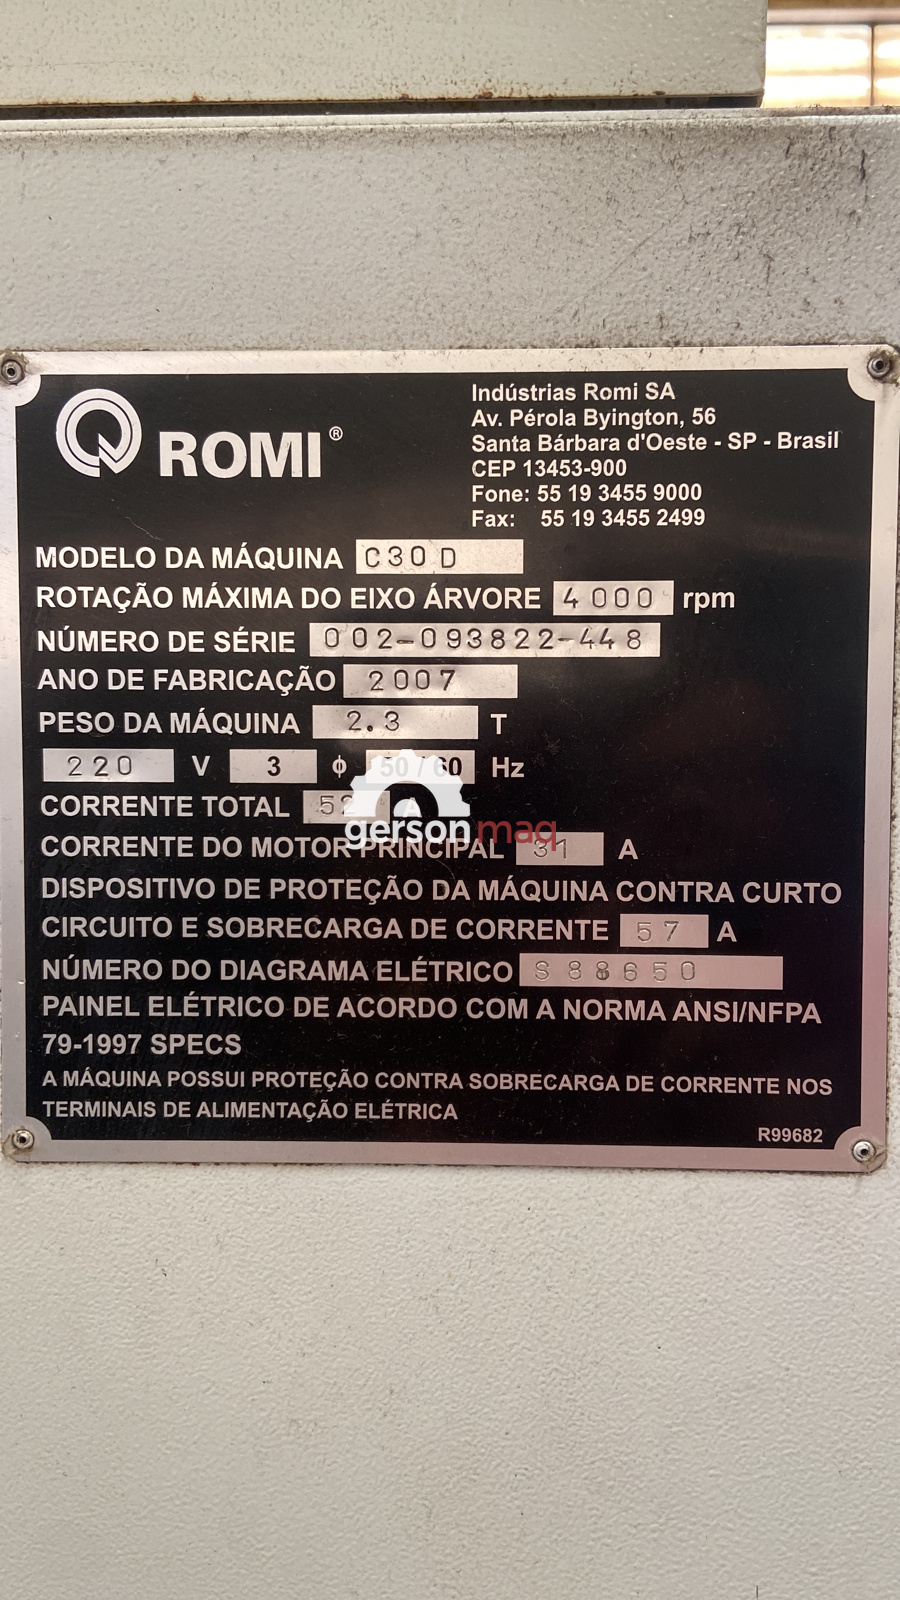 ROMI®
Indústrias Romi SA
Av. Pérola Byington, 56
Santa Bárbara d'Oeste - SP - Brasil
CEP 13453-900
Fone: 55 19 3455 9000
Fax: 55 19 3455 2499
MODELO DA MÁQUINA C30 D
ROTAÇÃO MÁXIMA DO EIXO ÁRVORE 4000 rpm
NÚMERO DE SÉRIE 002-093822-448
ANO DE FABRICAÇÃO 2007
PESO DA MÁQUINA 2.3 T
220 V 3 ϕ 50 / 60 Hz
CORRENTE TOTAL 52 A
gersonmaq
CORRENTE DO MOTOR PRINCIPAL 31 A
DISPOSITIVO DE PROTEÇÃO DA MÁQUINA CONTRA CURTO
CIRCUITO E SOBRECARGA DE CORRENTE 57 A
NÚMERO DO DIAGRAMA ELÉTRICO S88650
PAINEL ELÉTRICO DE ACORDO COM A NORMA ANSI/NFPA
79-1997 SPECS
A MÁQUINA POSSUI PROTEÇÃO CONTRA SOBRECARGA DE CORRENTE NOS
TERMINAIS DE ALIMENTAÇÃO ELÉTRICA
R99682